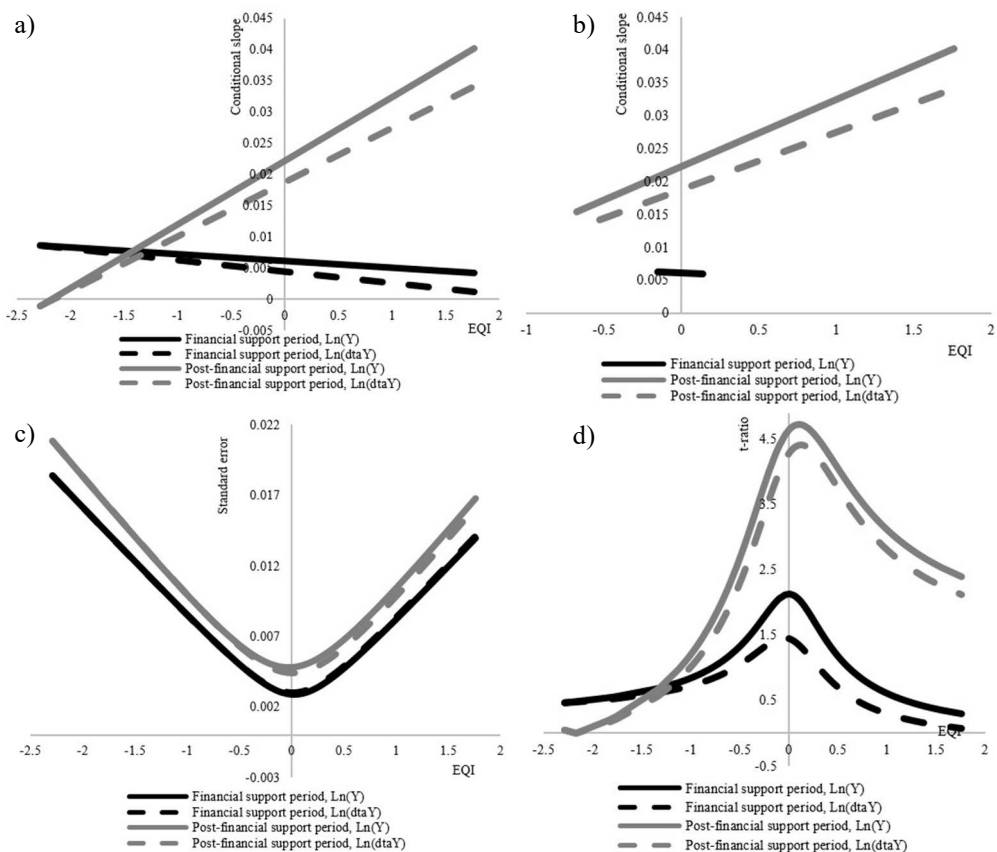 a)
Conditional slope
0.045
0.04
0.035
0.03
0.025
0.02
0.015
0.01
0.005
0
-0.005
-2.5 -2 -1.5 -1 -0.5 0 0.5 1 1.5 2
EQI
Financial support period, Ln(Y)
Financial support period, Ln(dtaY)
Post-financial support period, Ln(Y)
Post-financial support period, Ln(dtaY)
b)
Conditional slope
0.045
0.04
0.035
0.03
0.025
0.02
0.015
0.01
0.005
0
-1 -0.5 0 0.5 1 1.5 2
EQI
Financial support period, Ln(Y)
Post-financial support period, Ln(Y)
Post-financial support period, Ln(dtaY)
c)
Standard error
0.022
0.017
0.012
0.007
0.002
-0.003
-2.5 -2 -1.5 -1 -0.5 0 0.5 1 1.5 2
EQI
Financial support period, Ln(Y)
Financial support period, Ln(dtaY)
Post-financial support period, Ln(Y)
Post-financial support period, Ln(dtaY)
d)
t-ratio
4.5
3.5
2.5
1.5
0.5
-0.5
-2.5 -2 -1.5 -1 -0.5 0 0.5 1 1.5 2
EQI
Financial support period, Ln(Y)
Financial support period, Ln(dtaY)
Post-financial support period, Ln(Y)
Post-financial support period, Ln(dtaY)